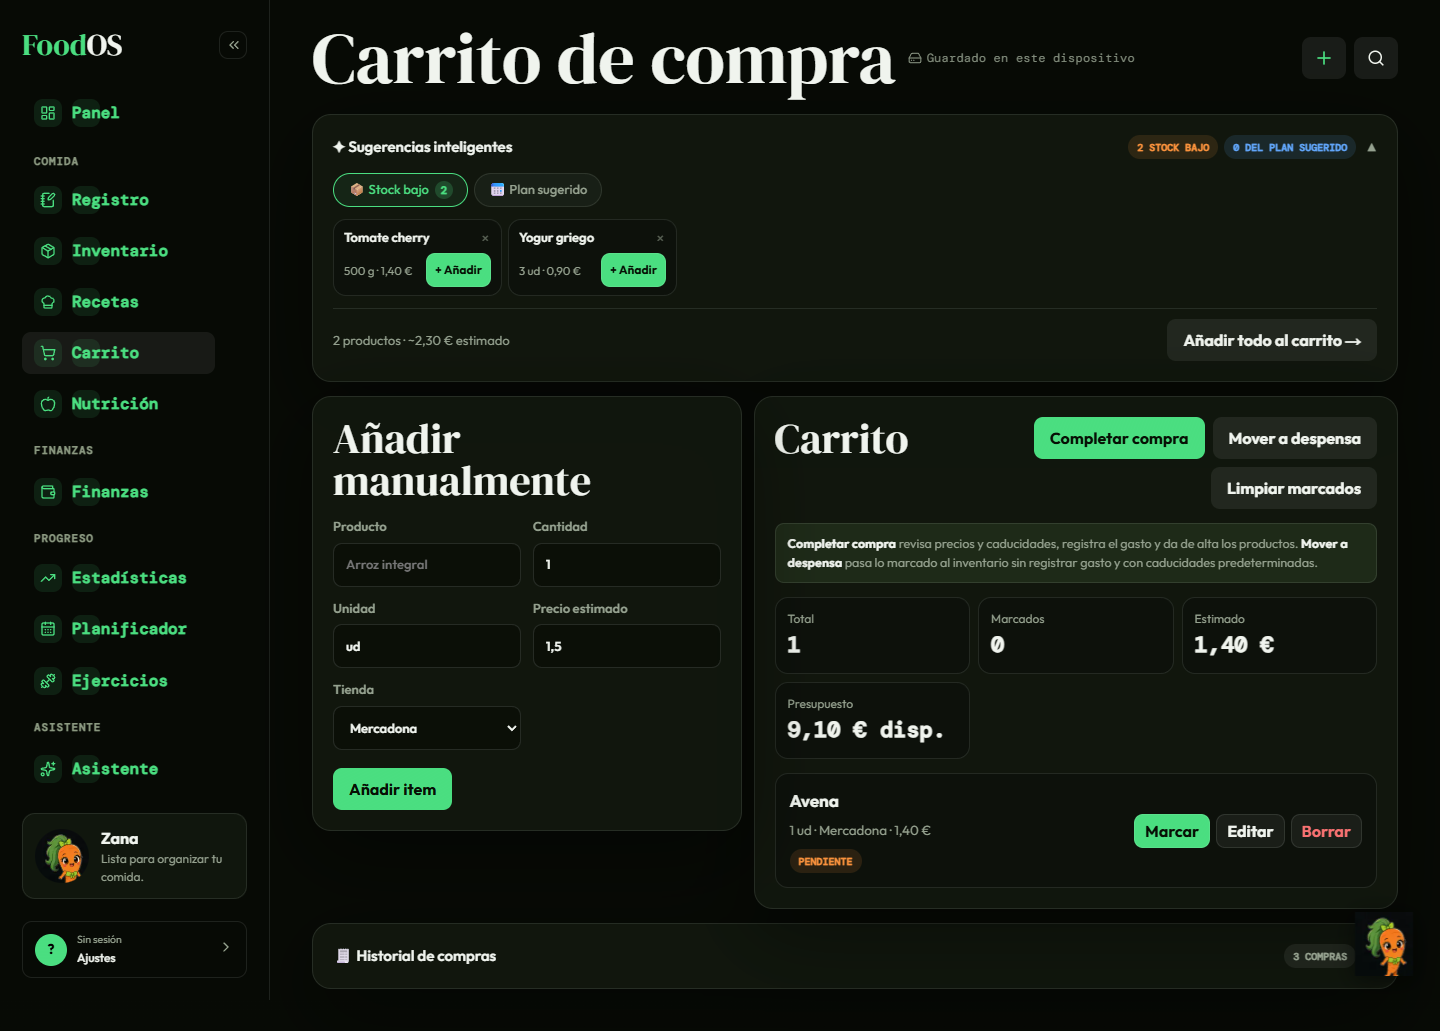 FoodOS
Panel
COMIDA
Registro
Inventario
Recetas
Carrito
Nutrición
FINANZAS
Finanzas
PROGRESO
Estadísticas
Planificador
Ejercicios
ASISTENTE
Asistente
Zana
Lista para organizar tu
comida.
?
Sin sesión
Ajustes
Carrito de compra
Guardado en este dispositivo
Sugerencias inteligentes
2 STOCK BAJO
0 DEL PLAN SUGERIDO
Stock bajo 2
Plan sugerido
Tomate cherry ×
500 g · 1,40 €
+ Añadir
Yogur griego ×
3 ud · 0,90 €
+ Añadir
2 productos · ~2,30 € estimado
Añadir todo al carrito →
Añadir
manualmente
Producto
Arroz integral
Cantidad
1
Unidad
ud
Precio estimado
1,5
Tienda
Mercadona
Añadir item
Carrito
Completar compra
Mover a despensa
Limpiar marcados
Completar compra revisa precios y caducidades, registra el gasto y da de alta los productos. Mover a
despensa pasa lo marcado al inventario sin registrar gasto y con caducidades predeterminadas.
Total
1
Marcados
0
Estimado
1,40 €
Presupuesto
9,10 € disp.
Avena
1 ud · Mercadona · 1,40 €
PENDIENTE
Marcar
Editar
Borrar
Historial de compras
3 COMPRAS